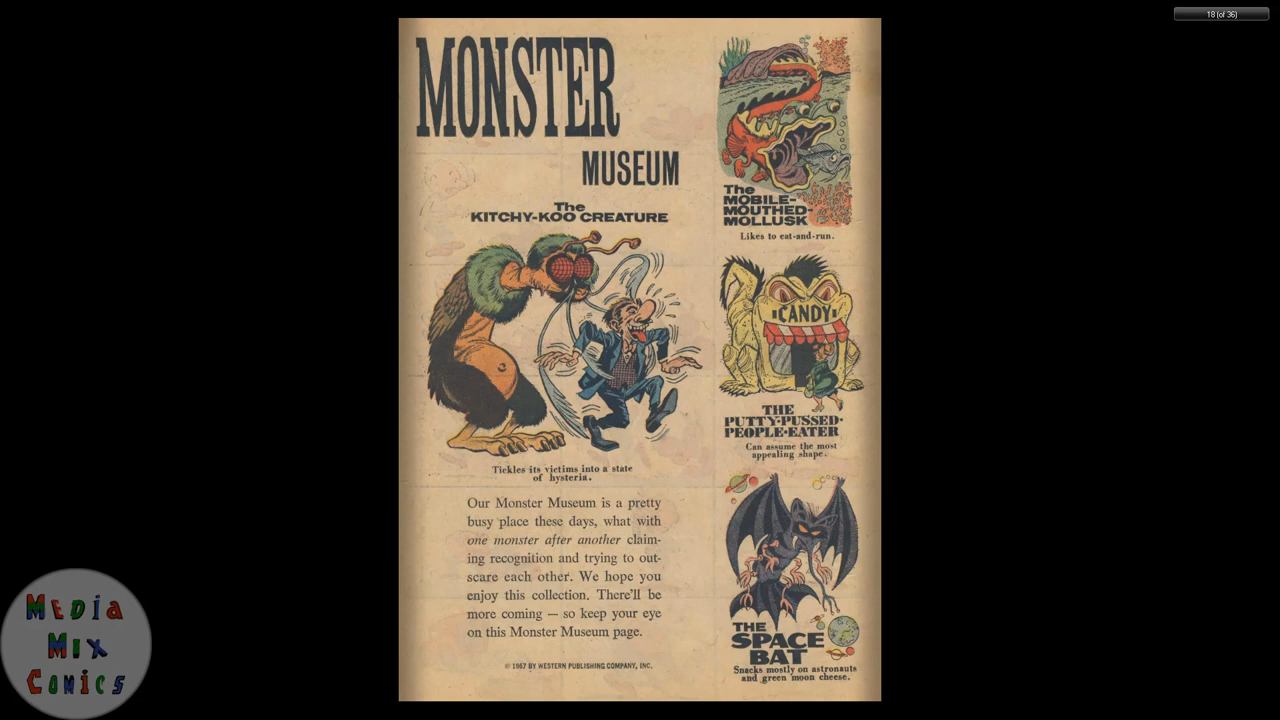 18 (of 36)
MONSTER
MUSEUM
The
KITCHY-KOO CREATURE
Tickles its victims into a state
of hysteria.
Our Monster Museum is a pretty
busy place these days, what with
one monster after another claim-
ing recognition and trying to out-
scare each other. We hope you
enjoy this collection. There'll be
more coming — so keep your eye
on this Monster Museum page.
© 1967 BY WESTERN PUBLISHING COMPANY, INC.
The
MOBILE-
MOUTHED-
MOLLUSK
Likes to eat-and-run.
CANDY
THE
PUTTY-PUSSED-
PEOPLE-EATER
Can assume the most
appealing shape.
THE
SPACE
BAT
Snacks mostly on astronauts
and green moon cheese.
MEDIA
MIX
COMICS